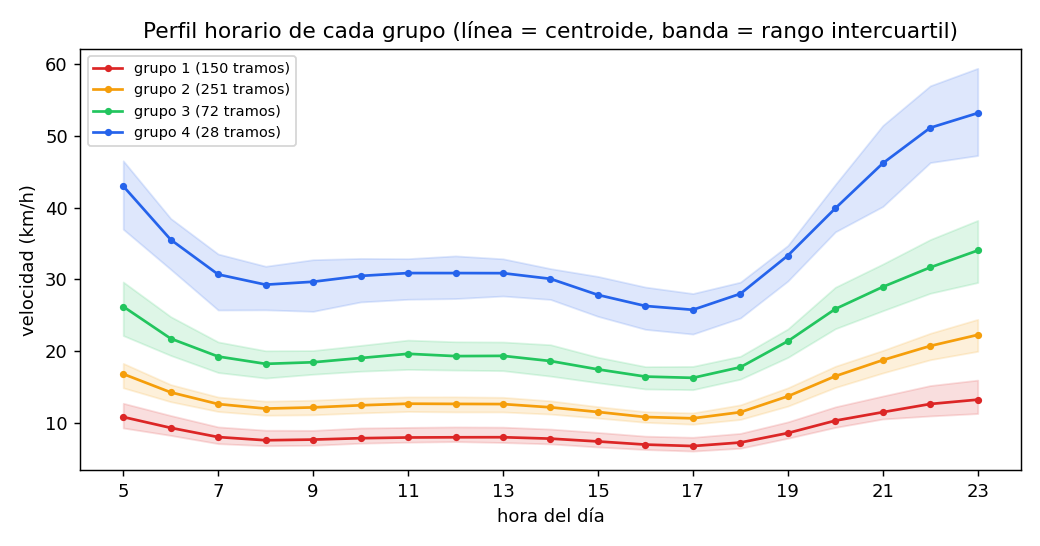 Perfil horario de cada grupo (línea = centroide, banda = rango intercuartil)
grupo 1 (150 tramos)
grupo 2 (251 tramos)
grupo 3 (72 tramos)
grupo 4 (28 tramos)
velocidad (km/h)
60
50
40
30
20
10
5 7 9 11 13 15 17 19 21 23
hora del día